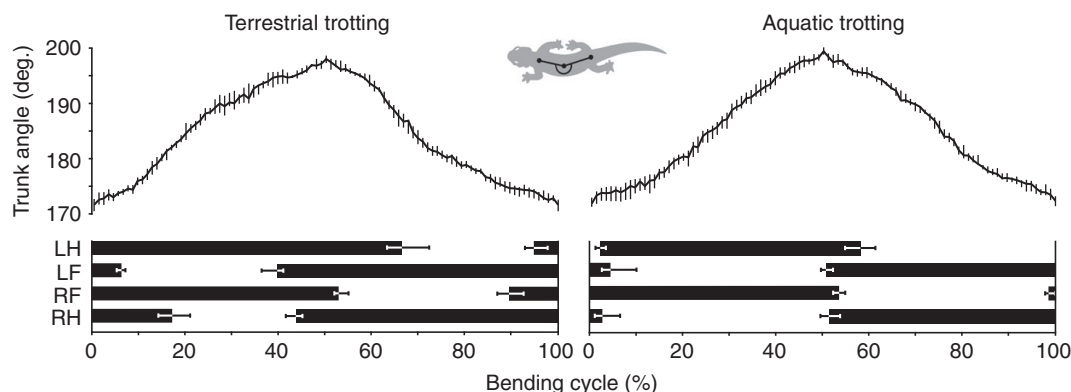 Terrestrial trotting
Aquatic trotting
Trunk angle (deg.)
200
190
180
170
LH
LF
RF
RH
0 20 40 60 80 100
0 20 40 60 80 100
Bending cycle (%)